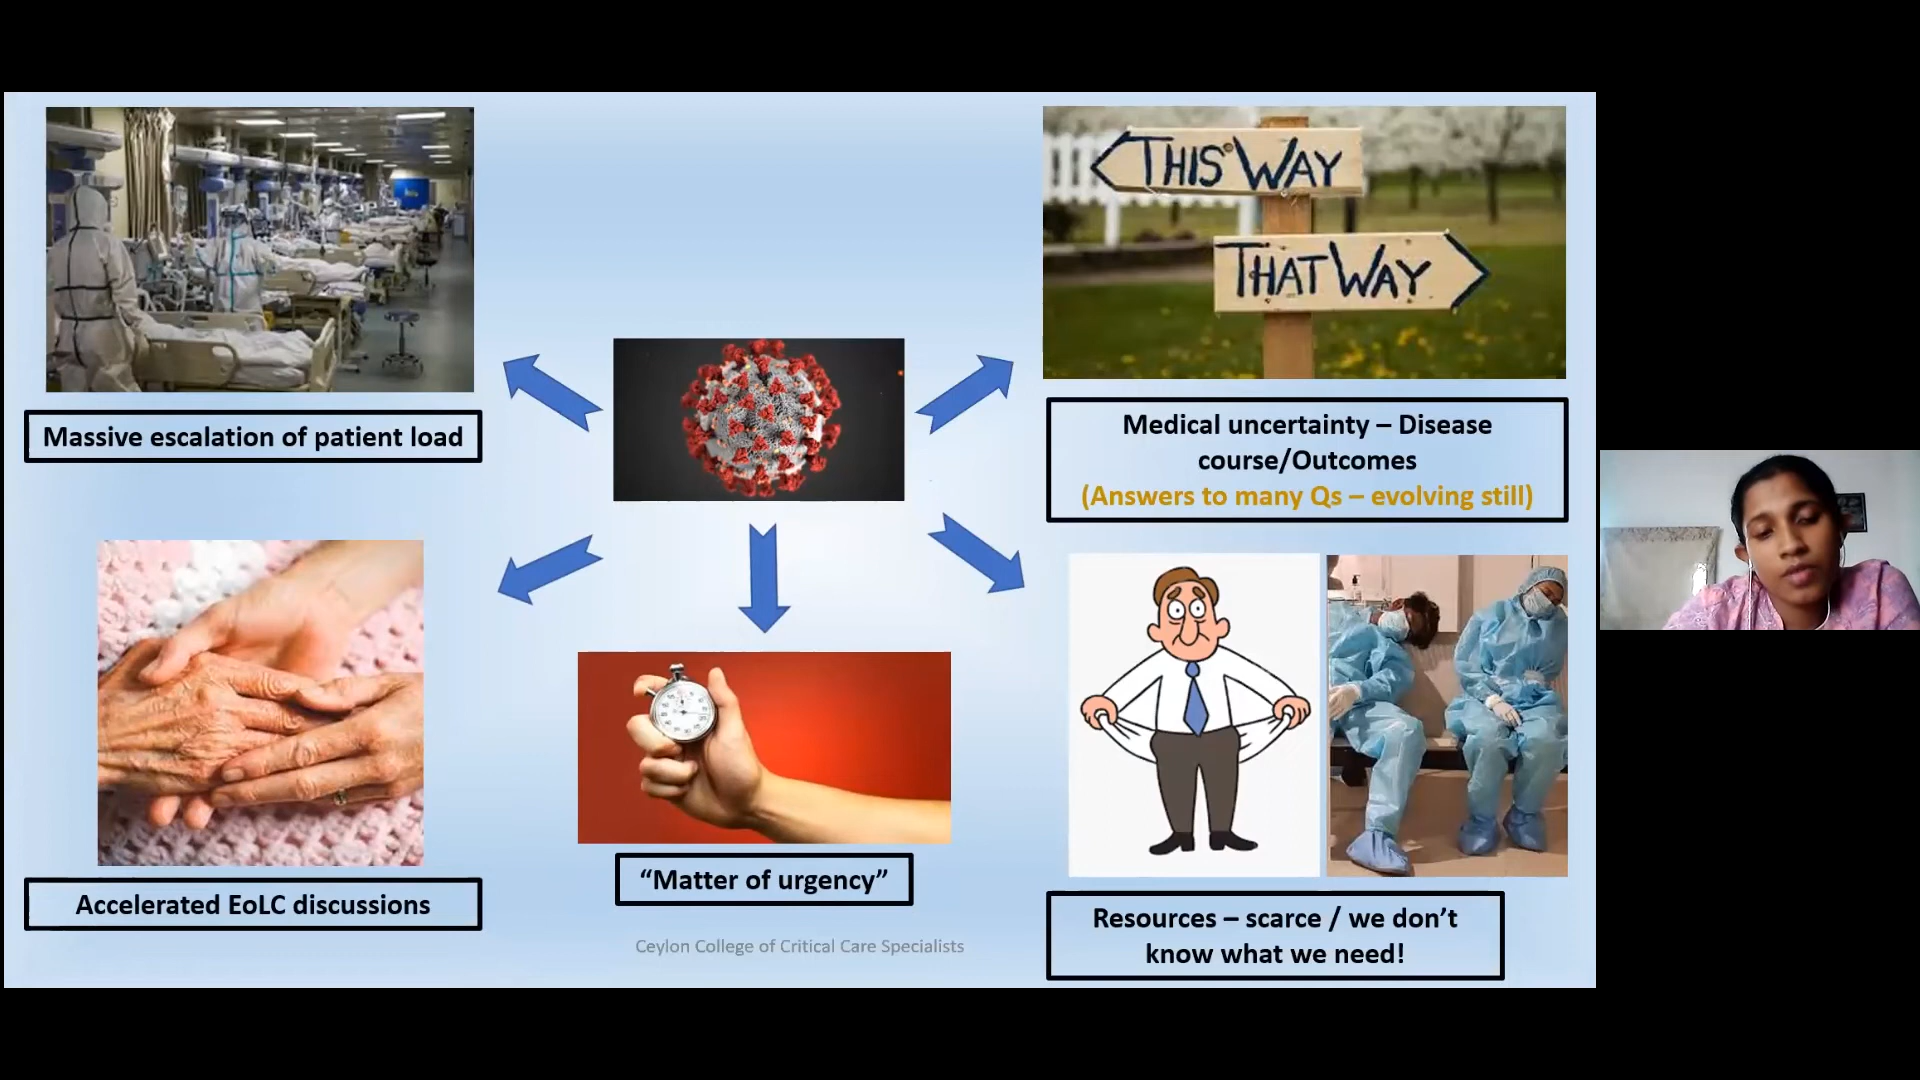 THIS WAY
THAT WAY
Massive escalation of patient load
Medical uncertainty – Disease
course/Outcomes
(Answers to many Qs – evolving still)
Accelerated EoLC discussions
“Matter of urgency”
Resources – scarce / we don’t
know what we need!
Ceylon College of Critical Care Specialists